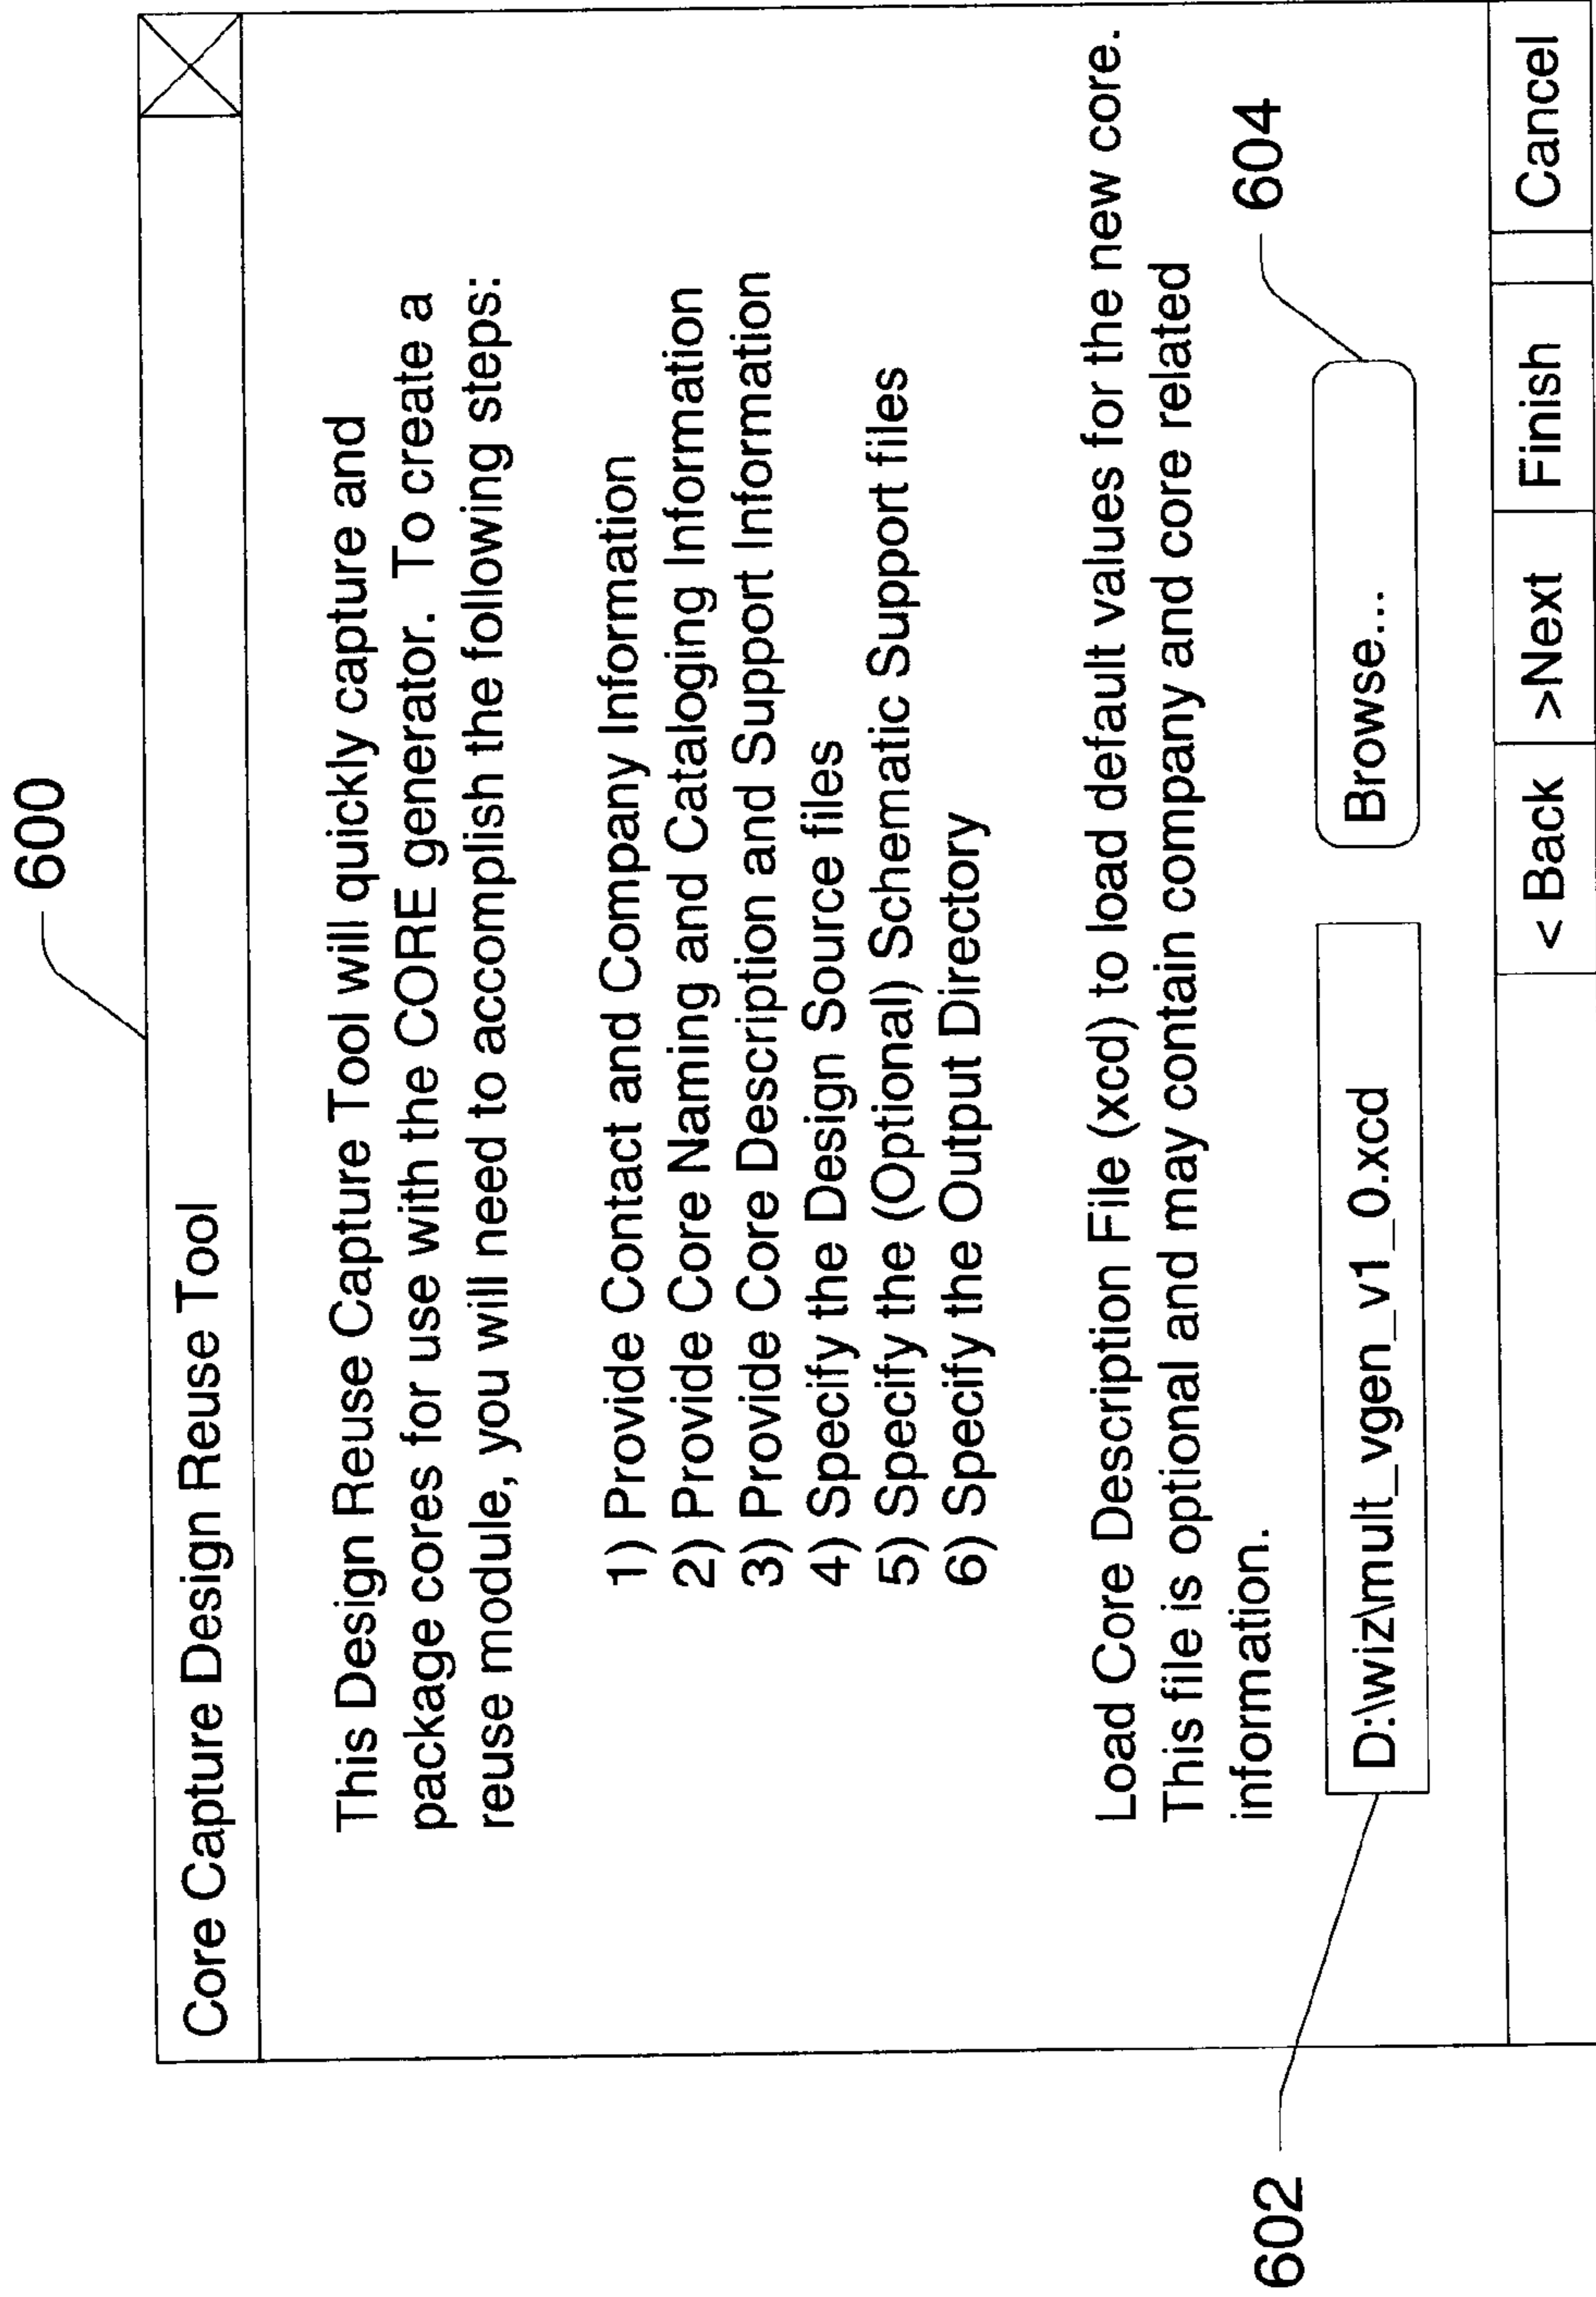 600
Core Capture Design Reuse Tool
This Design Reuse Capture Tool will quickly capture and
package cores for use with the CORE generator. To create a
reuse module, you will need to accomplish the following steps:
1) Provide Contact and Company Information
2) Provide Core Naming and Cataloging Information
3) Provide Core Description and Support Information
4) Specify the Design Source files
5) Specify the (Optional) Schematic Support files
6) Specify the Output Directory
Load Core Description File (xcd) to load default values for the new core.
This file is optional and may contain company and core related
information.
604
D:\wiz\mult_vgen_v1_0.xcd Browse...
602
< Back >Next Finish Cancel